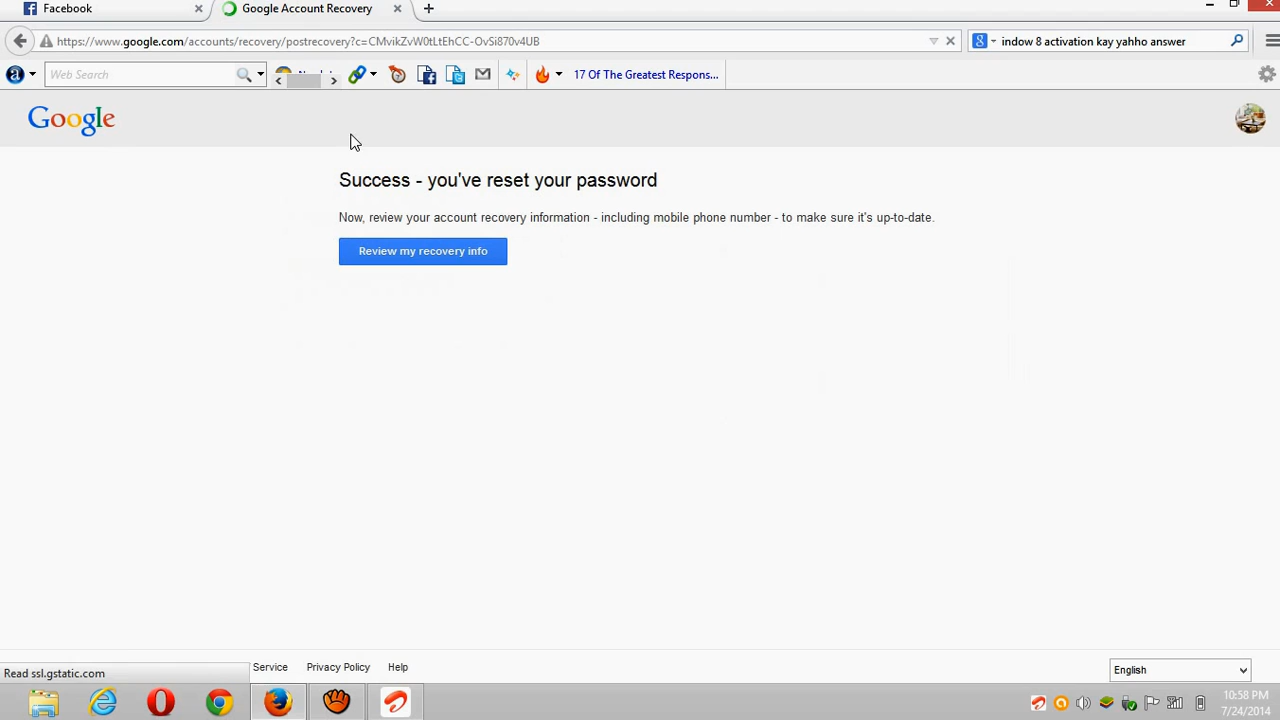 Facebook
Google Account Recovery
https://www.google.com/accounts/recovery/postrecovery?c=CMvikZvW0tLtEhCC-OvSi870v4UB
indow 8 activation kay yahho answer
Web Search
17 Of The Greatest Respons...
Google
Success - you've reset your password
Now, review your account recovery information - including mobile phone number - to make sure it's up-to-date.
Review my recovery info
Read ssl.gstatic.com
Service
Privacy Policy
Help
English
10:58 PM
7/24/2014